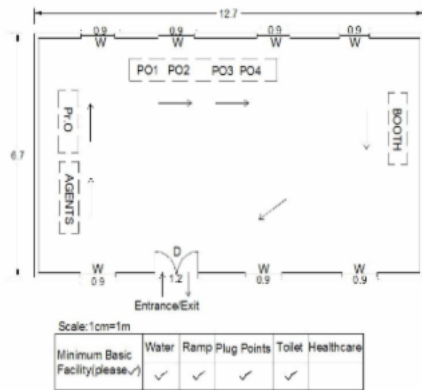 12.7
0.9 0.9 0.9 0.9
W W W W
PO1 PO2 PO3 PO4
Pr.O
BOOTH
6.7
AGENTS
D
W W W
0.9 1.2 0.9 0.9
Entrance/Exit
Scale:1cm=1m
Minimum Basic Facility(please✓) Water Ramp Plug Points Toilet Healthcare
✓ ✓ ✓ ✓